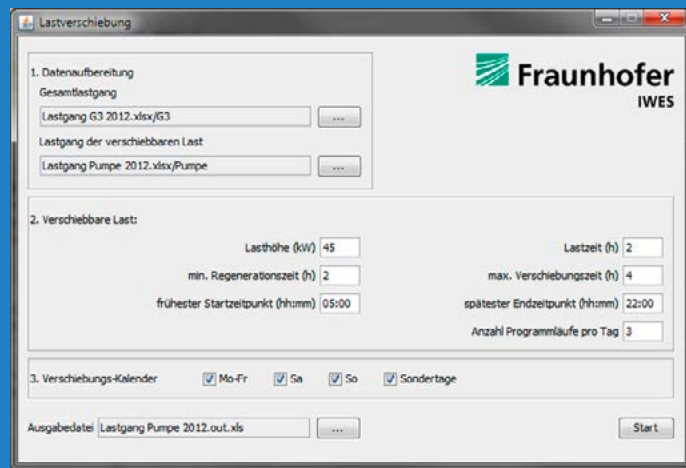 Lastverschiebung
Fraunhofer
IWES
1. Datenaufbereitung
Gesamtlastgang
Lastgang G3 2012.xlsx/G3 ...
Lastgang der verschiebbaren Last
Lastgang Pumpe 2012.xlsx/Pumpe ...
2. Verschiebbare Last:
Lasthöhe (kW) 45 Lastzeit (h) 2
min. Regenerationszeit (h) 2 max. Verschiebungszeit (h) 4
frühester Startzeitpunkt (hh:mm) 05:00 spätester Endzeitpunkt (hh:mm) 22:00
Anzahl Programmläufe pro Tag 3
3. Verschiebungs-Kalender Mo-Fr Sa So Sondertage
Ausgabedatei Lastgang Pumpe 2012.out.xls ... Start